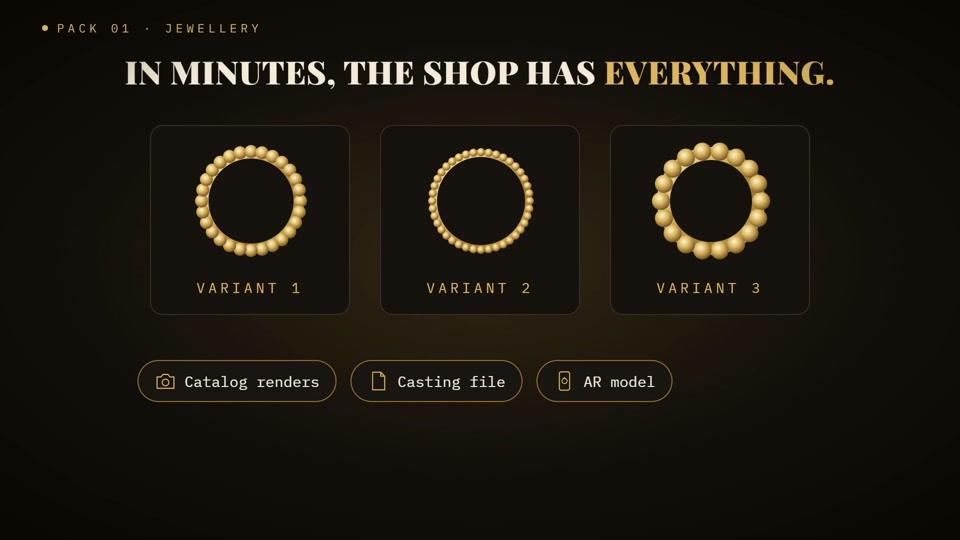 PACK 01 · JEWELLERY
IN MINUTES, THE SHOP HAS EVERYTHING.
VARIANT 1
VARIANT 2
VARIANT 3
Catalog renders
Casting file
AR model